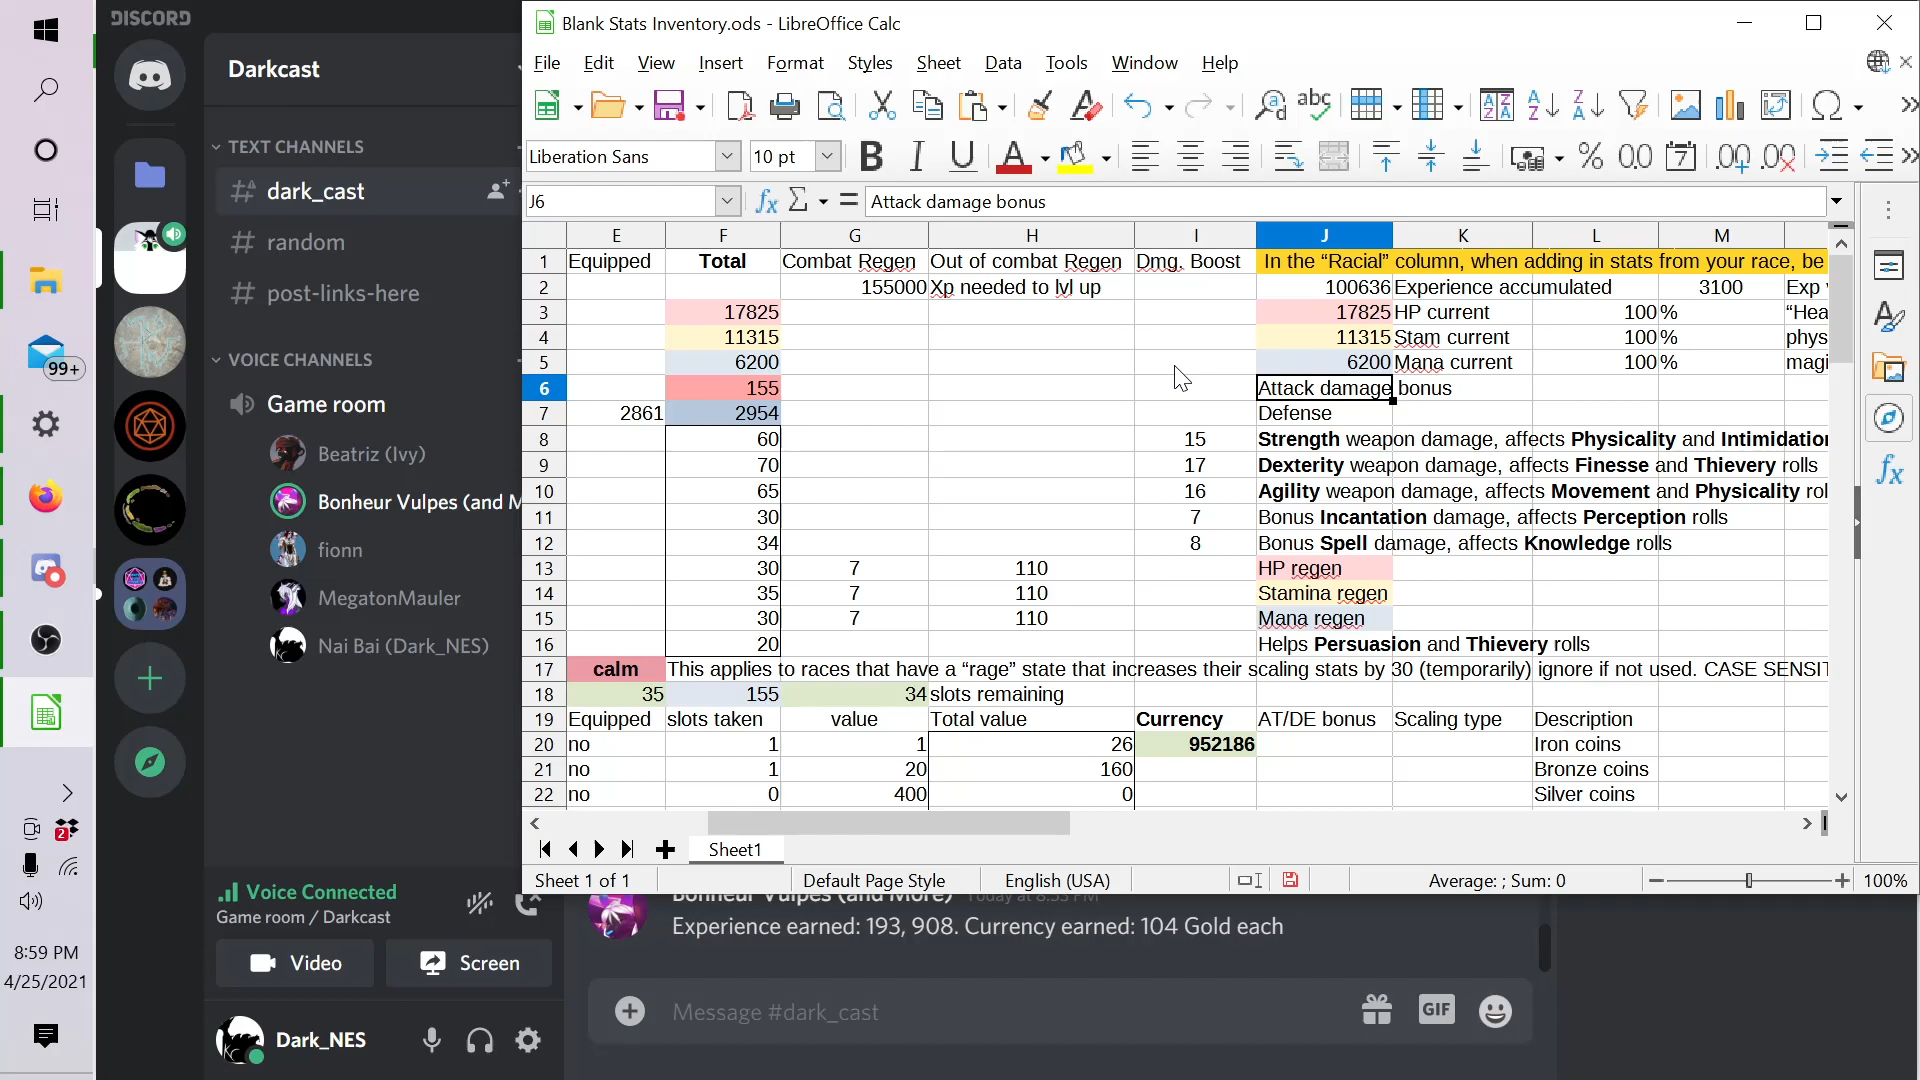 DISCORD
Darkcast
TEXT CHANNELS
dark_cast
random
post-links-here
VOICE CHANNELS
Game room
Beatriz (Ivy)
Bonheur Vulpes (and M
fionn
MegatonMauler
Nai Bai (Dark_NES)
Voice Connected
Game room / Darkcast
Video
Screen
Dark_NES
99+
2
8:59 PM
4/25/2021
Blank Stats Inventory.ods - LibreOffice Calc
File Edit View Insert Format Styles Sheet Data Tools Window Help
Liberation Sans 10 pt
J6 Attack damage bonus
E F G H I J K L M
1 Equipped Total Combat Regen Out of combat Regen Dmg. Boost In the “Racial” column, when adding in stats from your race, be
2 155000 Xp needed to lvl up 100636 Experience accumulated 3100 Exp
3 17825 17825 HP current 100 % “Hea
4 11315 11315 Stam current 100 % phys
5 6200 6200 Mana current 100 % magi
6 155 Attack damage bonus
7 2861 2954 Defense
8 60 15 Strength weapon damage, affects Physicality and Intimidation
9 70 17 Dexterity weapon damage, affects Finesse and Thievery rolls
10 65 16 Agility weapon damage, affects Movement and Physicality rol
11 30 7 Bonus Incantation damage, affects Perception rolls
12 34 8 Bonus Spell damage, affects Knowledge rolls
13 30 7 110 HP regen
14 35 7 110 Stamina regen
15 30 7 110 Mana regen
16 20 Helps Persuasion and Thievery rolls
17 calm This applies to races that have a “rage” state that increases their scaling stats by 30 (temporarily) ignore if not used. CASE SENSIT
18 35 155 34 slots remaining
19 Equipped slots taken value Total value Currency AT/DE bonus Scaling type Description
20 no 1 1 26 952186 Iron coins
21 no 1 20 160 Bronze coins
22 no 0 400 0 Silver coins
Sheet1
Sheet 1 of 1 Default Page Style English (USA) Average: ; Sum: 0 100%
Bonheur Vulpes (and More) Today at 8:53 PM
Experience earned: 193, 908. Currency earned: 104 Gold each
Message #dark_cast
GIF